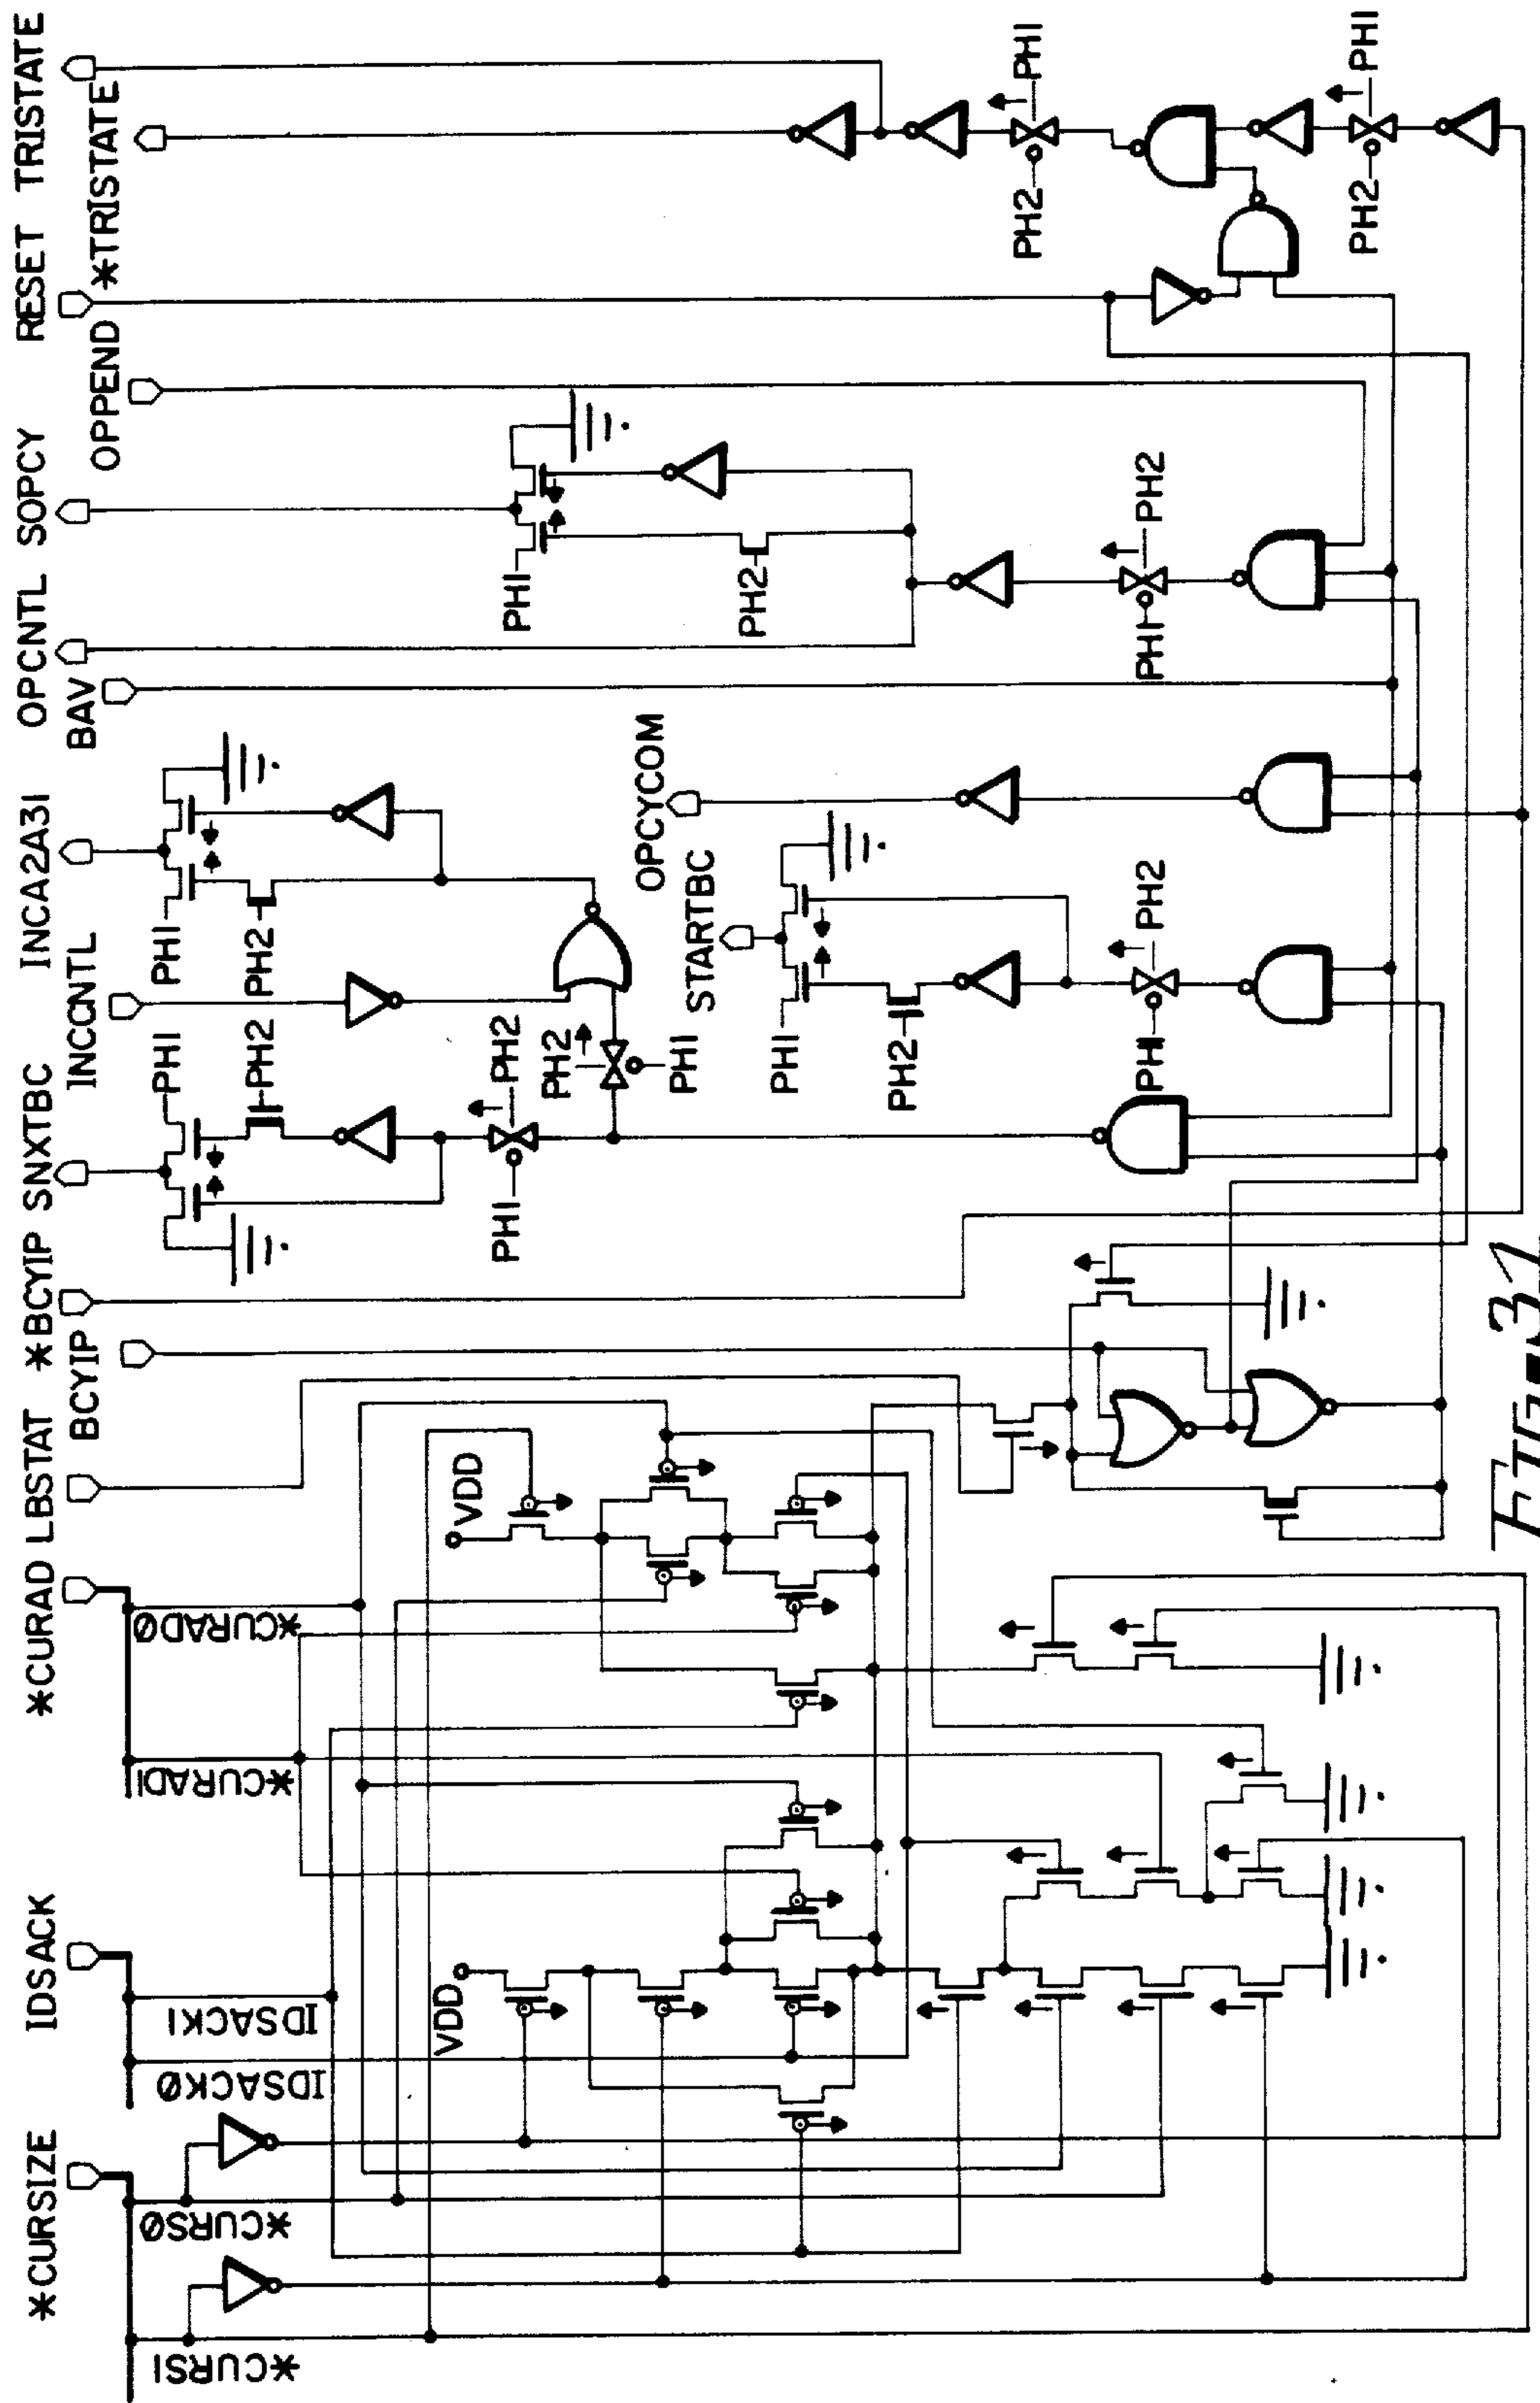 *CURSIZE
IDSACK
*CURAD
LBSTAT
*BCYIP
SNXTBC
INCA2A3I
OPCNTL
SOPCY
RESET
TRISTATE
BCYIP
INCCNTL
BAV
OPPEND
*TRISTATE
*CURS1
*CURS0
IDSACK0
IDSACK1
*CURAD1
*CURAD0
VDD
VDD
PH1
PH2
PH1
PH2
PH1
PH2
PH2
PH1
STARTBC
OPCYCOM
PH1
PH2
PH1
PH2
PH1
PH2
PH1
PH2
PH2
PH1
PH2
PH1
FIG-31